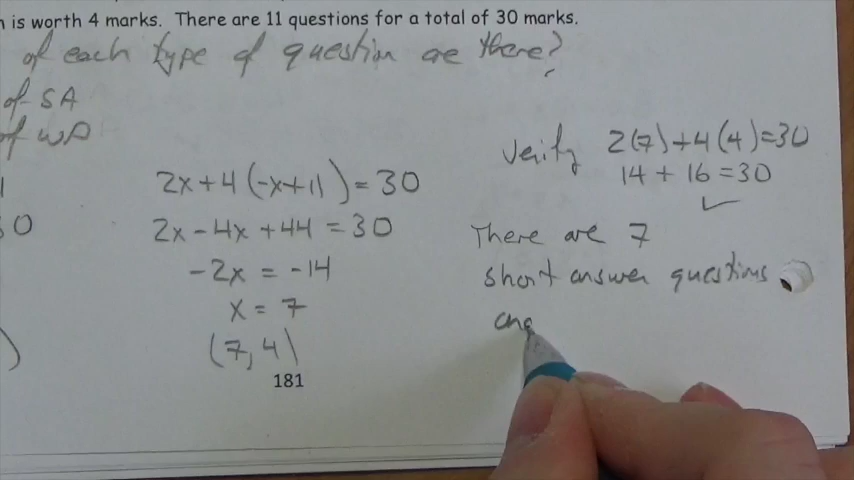 is worth 4 marks. There are 11 questions for a total of 30 marks.
of each type of question are there?
of SA
of WA
2x+4(-x+11)=30
2x-4x+44=30
-2x=-14
x=7
(7,4)
181
Verify 2(7)+4(4)=30
14+16=30
✓
There are 7
short answer questions
and